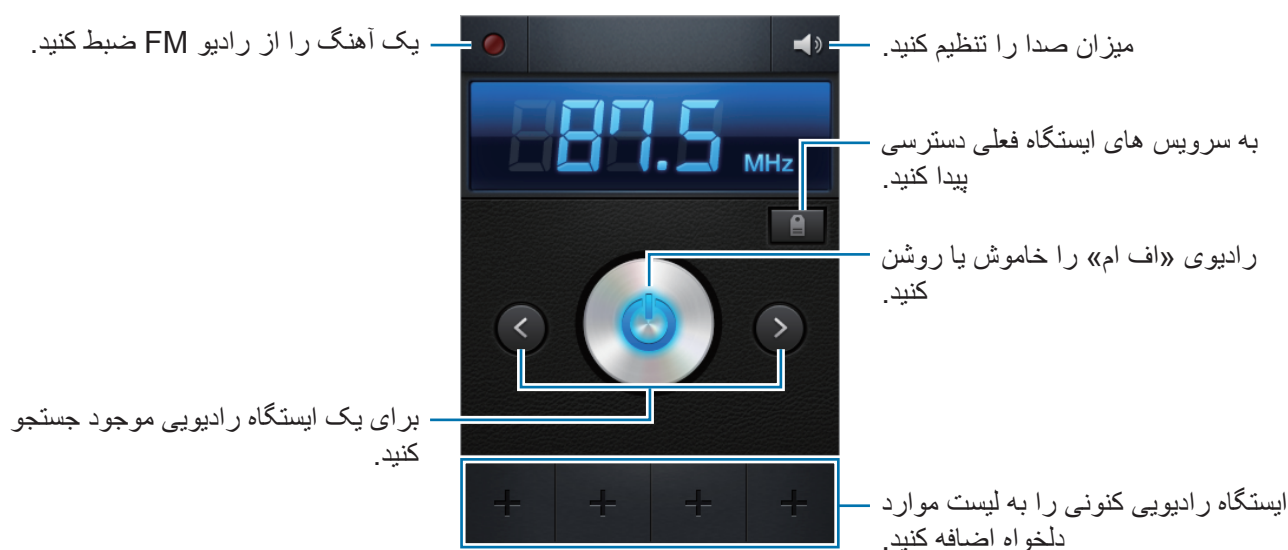 یک آهنگ را از رادیو FM ضبط کنید.
میزان صدا را تنظیم کنید.
87.5 MHz
به سرویس های ایستگاه فعلی دسترسی
پیدا کنید.
رادیوی «اف ام» را خاموش یا روشن
کنید.
برای یک ایستگاه رادیویی موجود جستجو
کنید.
ایستگاه رادیویی کنونی را به لیست موارد
دلخواه اضافه کنید.